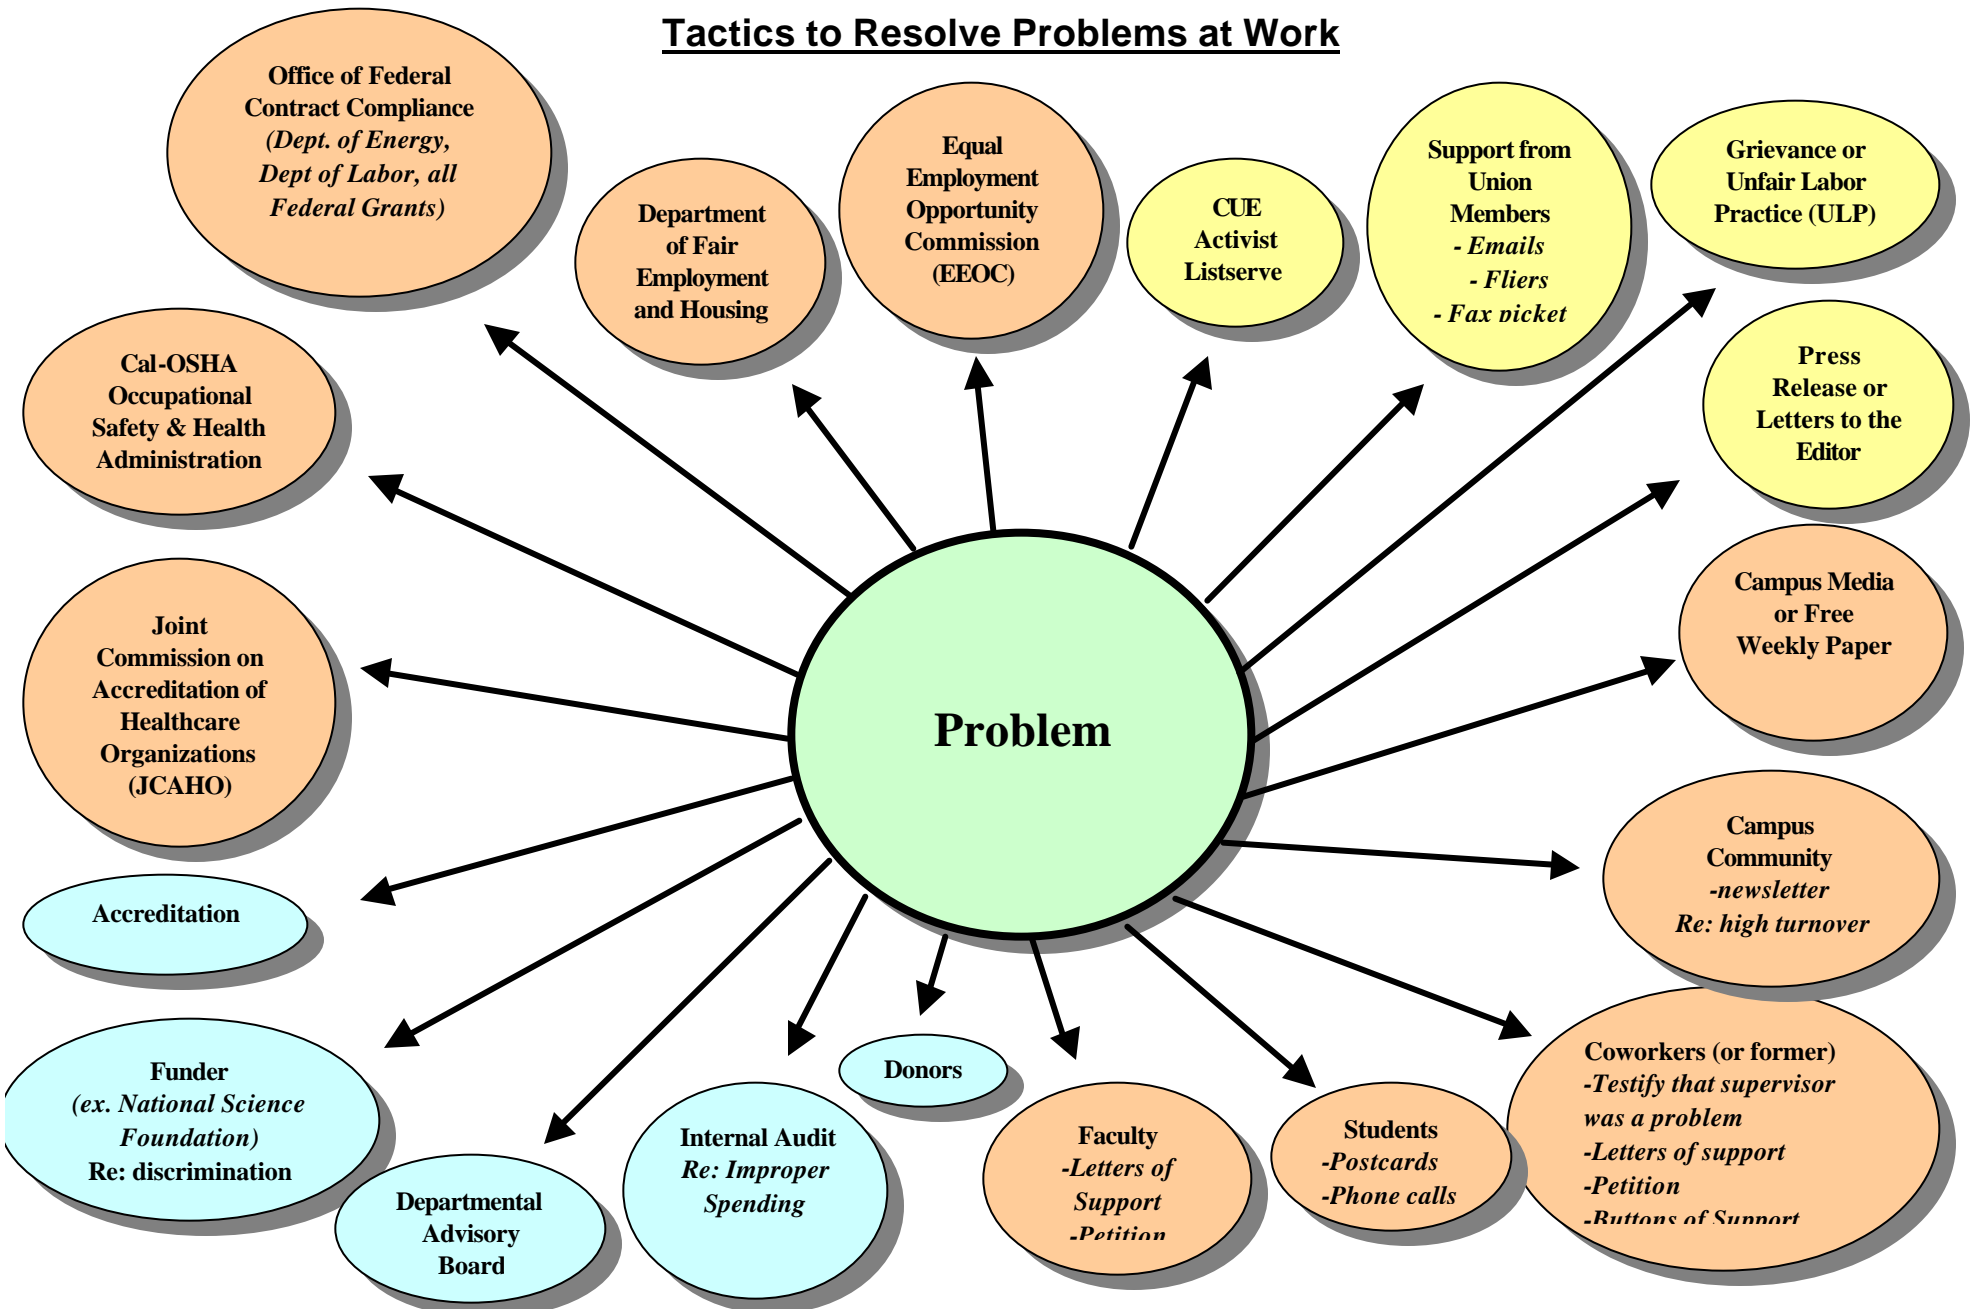 Tactics to Resolve Problems at Work
Office of Federal
Contract Compliance
(Dept. of Energy,
Dept of Labor, all
Federal Grants)
Department
of Fair
Employment
and Housing
Equal
Employment
Opportunity
Commission
(EEOC)
CUE
Activist
Listserve
Support from
Union
Members
- Emails
- Fliers
- Fax picket
Grievance or
Unfair Labor
Practice (ULP)
Press
Release or
Letters to the
Editor
Campus Media
or Free
Weekly Paper
Campus
Community
-newsletter
Re: high turnover
Coworkers (or former)
-Testify that supervisor
was a problem
-Letters of support
-Petition
-Buttons of Support
Students
-Postcards
-Phone calls
Faculty
-Letters of
Support
-Petition
Donors
Internal Audit
Re: Improper
Spending
Departmental
Advisory
Board
Funder
(ex. National Science
Foundation)
Re: discrimination
Accreditation
Joint
Commission on
Accreditation of
Healthcare
Organizations
(JCAHO)
Cal-OSHA
Occupational
Safety & Health
Administration
Problem